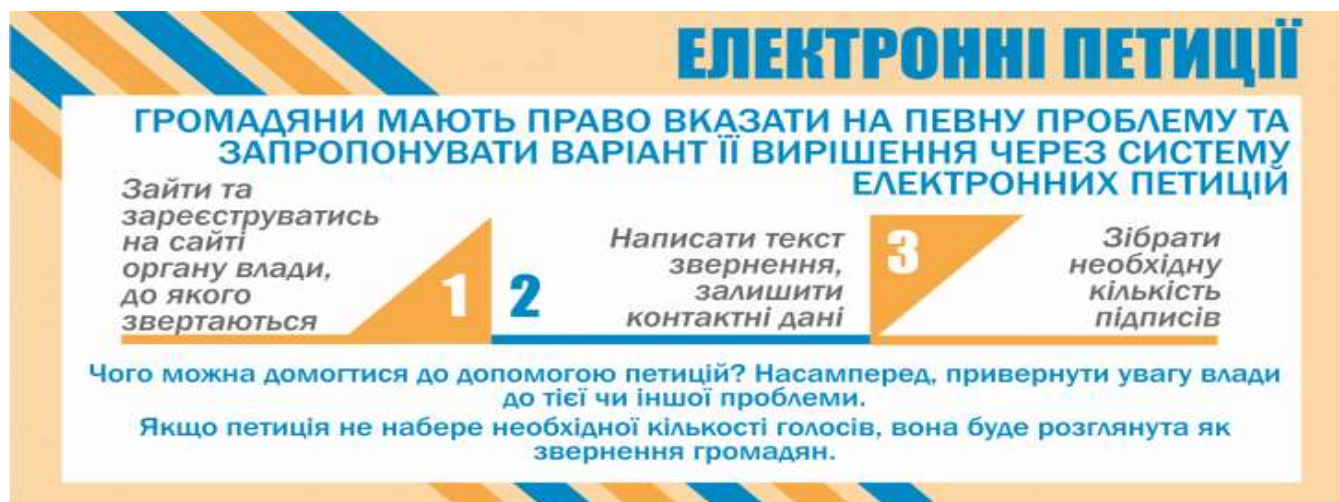 ЕЛЕКТРОННІ ПЕТИЦІЇ
ГРОМАДЯНИ МАЮТЬ ПРАВО ВКАЗАТИ НА ПЕВНУ ПРОБЛЕМУ ТА
ЗАПРОПОНУВАТИ ВАРІАНТ ЇЇ ВИРІШЕННЯ ЧЕРЕЗ СИСТЕМУ
ЕЛЕКТРОННИХ ПЕТИЦІЙ
Зайти та
зареєструватись
на сайті
органу влади,
до якого
звертаються
1
2
Написати текст
звернення,
залишити
контактні дані
3
Зібрати
необхідну
кількість
підписів
Чого можна домогтися до допомогою петицій? Насамперед, привернути увагу влади
до тієї чи іншої проблеми.
Якщо петиція не набере необхідної кількості голосів, вона буде розглянута як
звернення громадян.